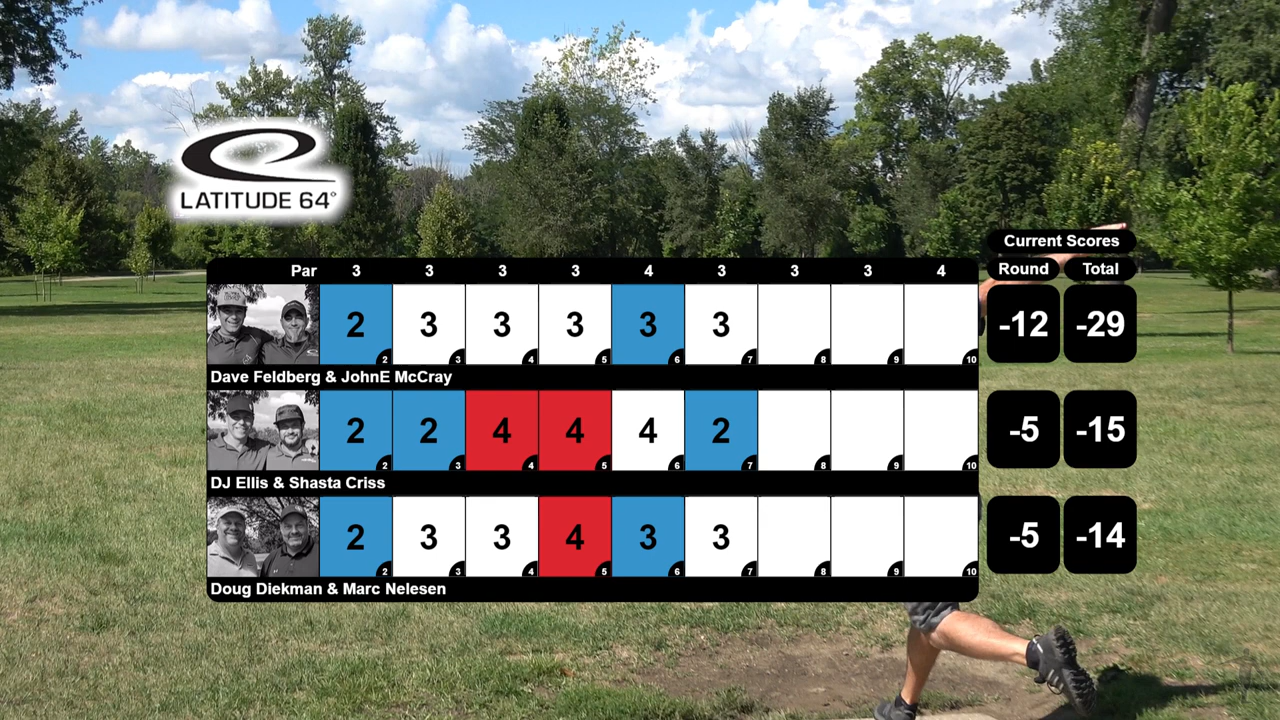 LATITUDE 64°
Current Scores
Par 3 3 3 3 4 3 3 3 4 Round Total
2 3 3 3 3 3 -12 -29
2 3 4 5 6 7 8 9 10
Dave Feldberg & JohnE McCray
2 2 4 4 4 2 -5 -15
2 3 4 5 6 7 8 9 10
DJ Ellis & Shasta Criss
2 3 3 4 3 3 -5 -14
2 3 4 5 6 7 8 9 10
Doug Diekman & Marc Nelesen